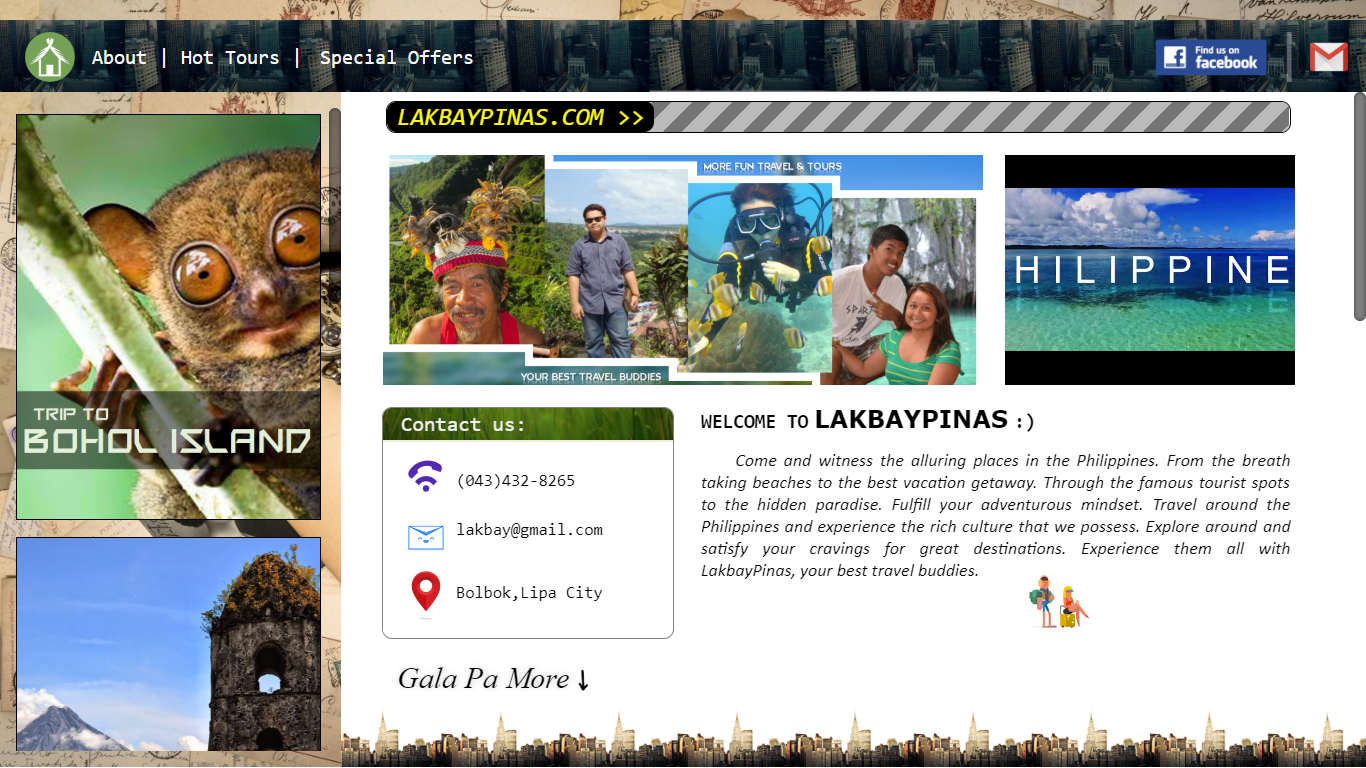 About | Hot Tours | Special Offers
Find us on
facebook
LAKBAYPINAS.COM >>
MORE FUN TRAVEL & TOURS
SPARTA
YOUR BEST TRAVEL BUDDIES
HILIPPINE
TRIP TO
BOHOL ISLAND
Contact us:
(043)432-8265
lakbay@gmail.com
Bolbok,Lipa City
WELCOME TO LAKBAYPINAS :)
Come and witness the alluring places in the Philippines. From the breath
taking beaches to the best vacation getaway. Through the famous tourist spots
to the hidden paradise. Fulfill your adventurous mindset. Travel around the
Philippines and experience the rich culture that we possess. Explore around and
satisfy your cravings for great destinations. Experience them all with
LakbayPinas, your best travel buddies.
Gala Pa More ↓